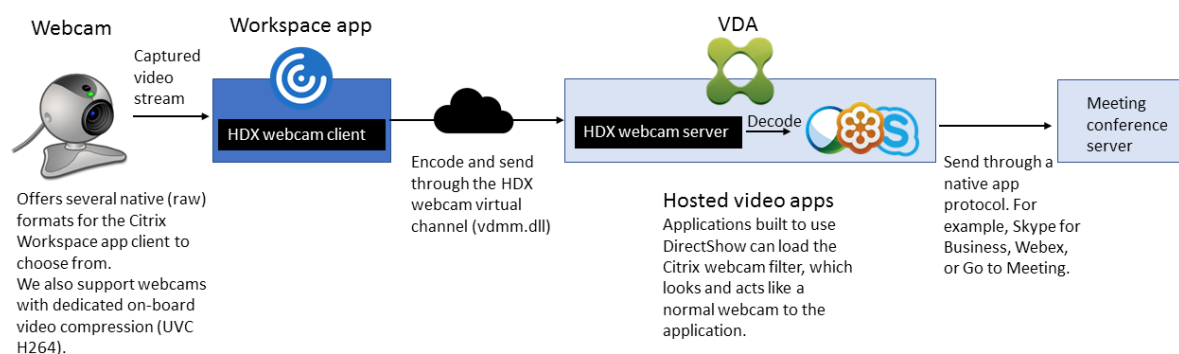 Webcam
Captured
video
stream
Offers several native (raw)
formats for the Citrix
Workspace app client to
choose from.
We also support webcams
with dedicated on-board
video compression (UVC
H264).
Workspace app
HDX webcam client
Encode and send
through the HDX
webcam virtual
channel (vdmm.dll)
VDA
HDX webcam server
Decode
S
Hosted video apps
Applications built to use
DirectShow can load the
Citrix webcam filter, which
looks and acts like a
normal webcam to the
application.
Send through a
native app
protocol. For
example, Skype for
Business, Webex,
or Go to Meeting.
Meeting
conference
server